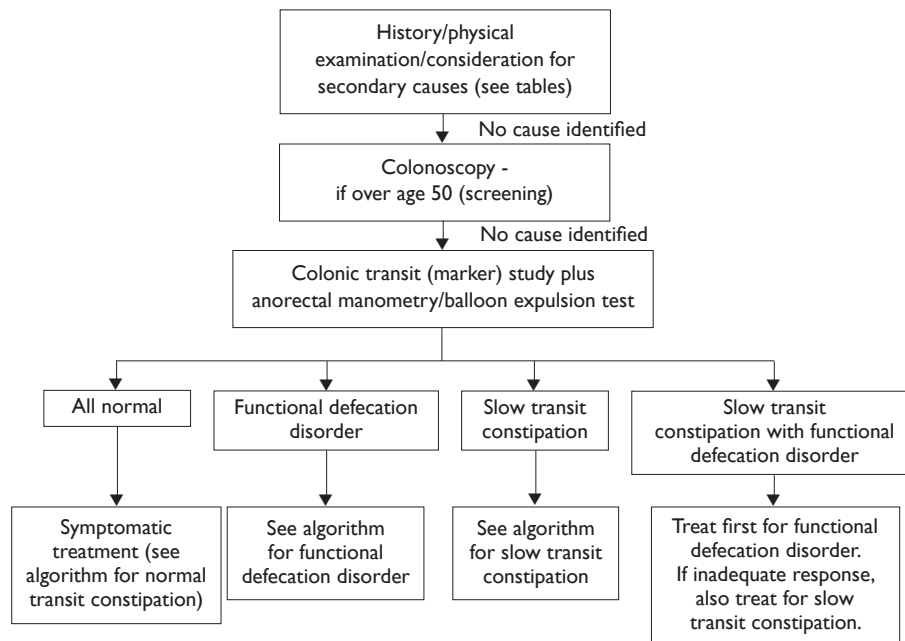 History/physical
examination/consideration for
secondary causes (see tables)
No cause identified
Colonoscopy -
if over age 50 (screening)
No cause identified
Colonic transit (marker) study plus
anorectal manometry/balloon expulsion test
All normal
Functional defecation
disorder
Slow transit
constipation
Slow transit
constipation with functional
defecation disorder
Symptomatic
treatment (see
algorithm for normal
transit constipation)
See algorithm
for functional
defecation disorder
See algorithm
for slow transit
constipation
Treat first for functional
defecation disorder.
If inadequate response,
also treat for slow
transit constipation.